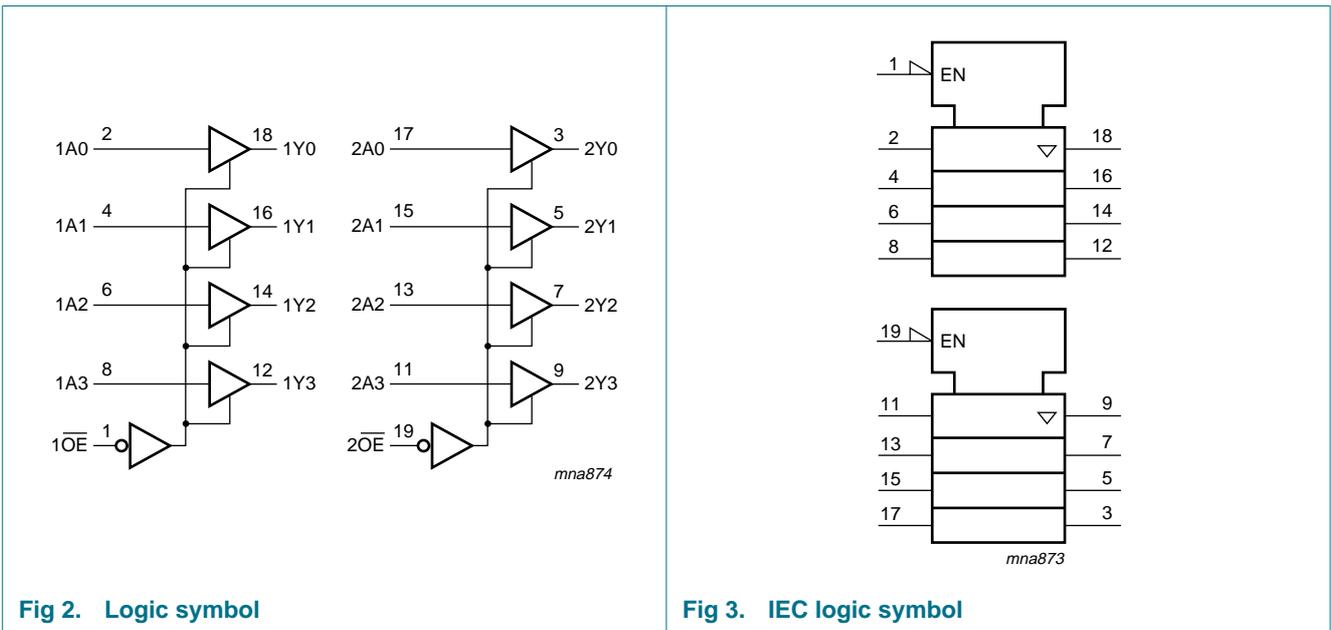 2
1A0
18
1Y0
17
2A0
3
2Y0
4
1A1
16
1Y1
15
2A1
5
2Y1
6
1A2
14
1Y2
13
2A2
7
2Y2
8
1A3
12
1Y3
11
2A3
9
2Y3
1
1O̅E̅
19
2O̅E̅
mna874
Fig 2. Logic symbol
1
EN
2
18
4
16
6
14
8
12
19
EN
11
9
13
7
15
5
17
3
mna873
Fig 3. IEC logic symbol